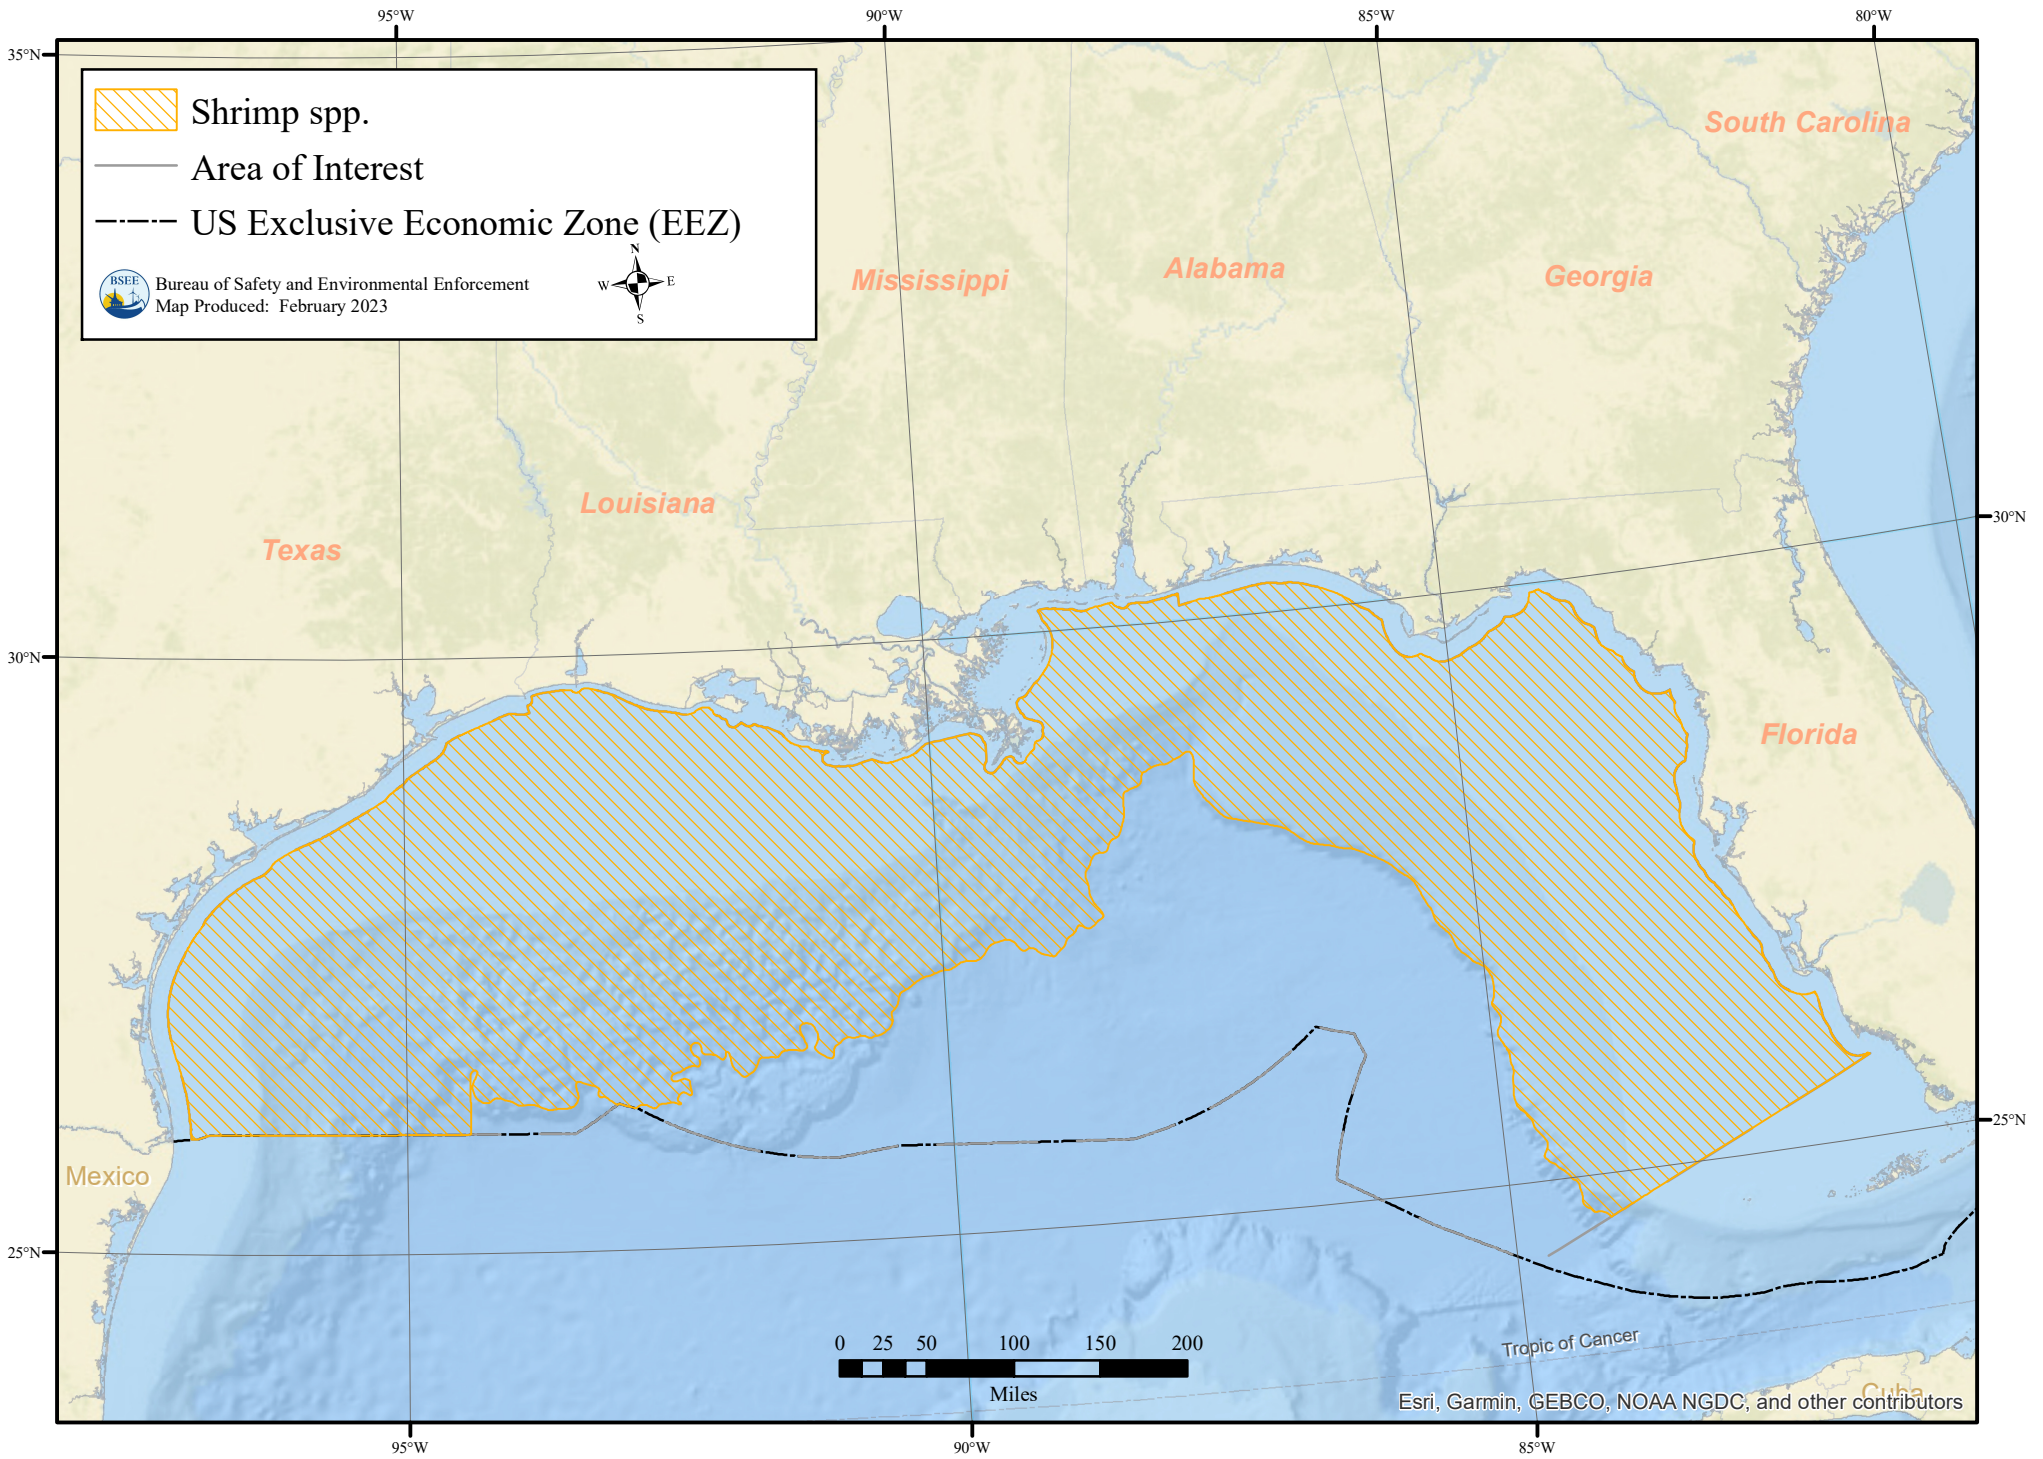 95°W 90°W 85°W 80°W
35°N
Shrimp spp.
Area of Interest
US Exclusive Economic Zone (EEZ)
BSEE
Bureau of Safety and Environmental Enforcement
Map Produced:  February 2023
N
W E
S
South Carolina
Mississippi
Alabama
Georgia
Louisiana
30°N
Texas
30°N
Florida
25°N
Mexico
25°N
0 25 50 100 150 200
Miles
Tropic of Cancer
Cuba
Esri, Garmin, GEBCO, NOAA NGDC, and other contributors
95°W 90°W 85°W